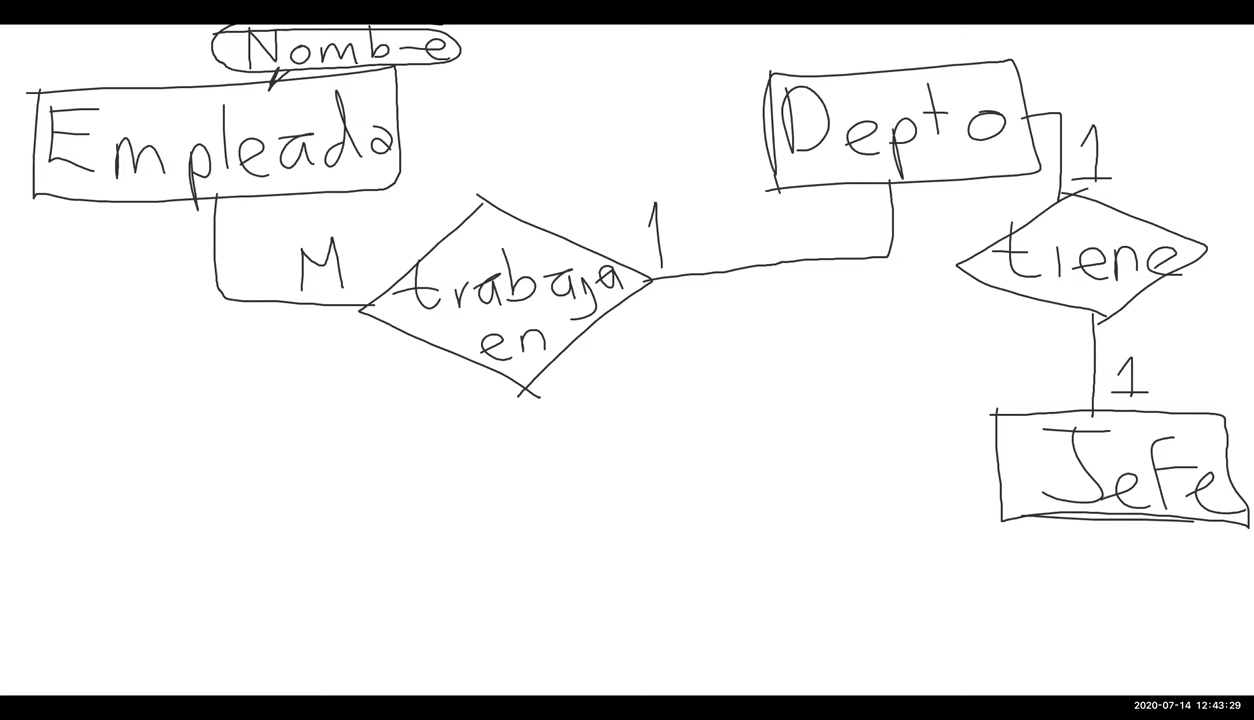 Nombre
Empleado
Depto
1
tiene
M
trabaja
en
1
1
Jefe
2020-07-14 12:43:29